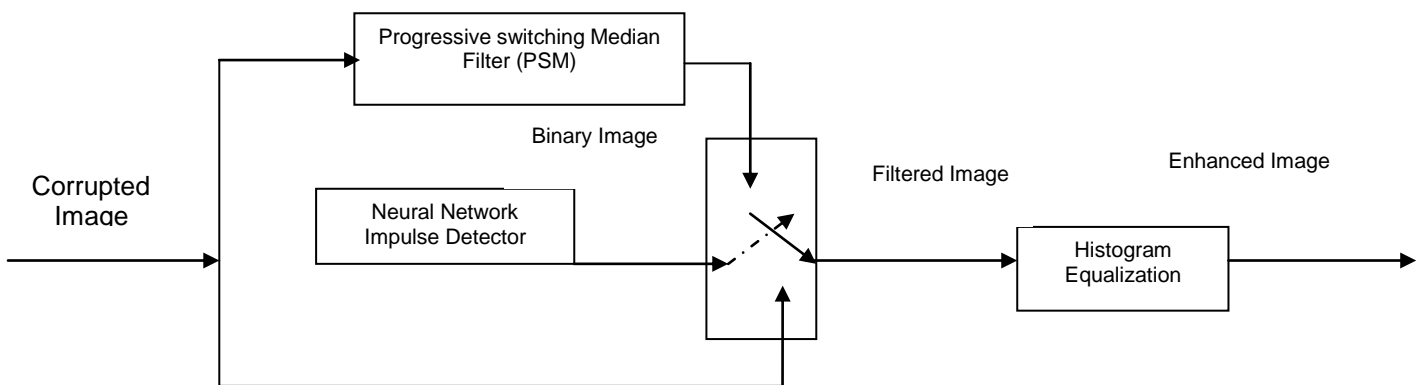 Progressive switching Median
Filter (PSM)
Binary Image
Corrupted
Image
Neural Network
Impulse Detector
Filtered Image
Enhanced Image
Histogram
Equalization